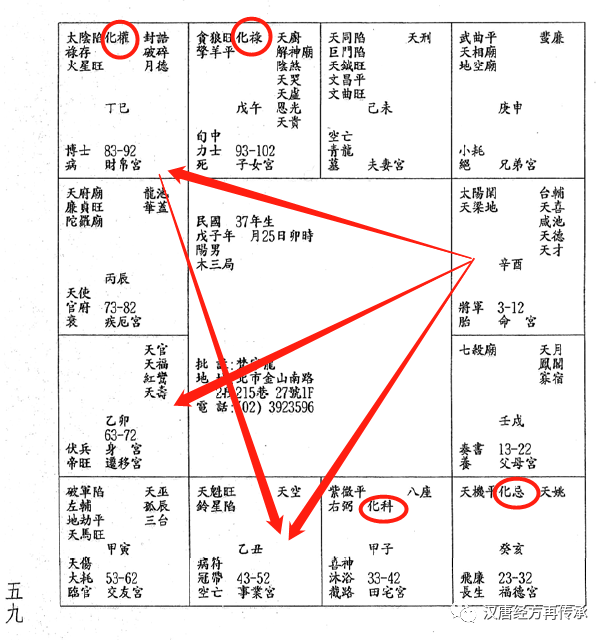 太陰陷 化權 封誥
祿存 破碎
火星旺 月德
丁巳
博士 83-92
病 財帛宮
貪狼旺 化祿 天廚
擎羊平 解神廟
陰煞
天哭
天虛
恩光
天貴
戊午
旬中
力士 93-102
死 子女宮
天同陷 天刑
巨門陷
天鉞旺
文昌平
文曲旺
己未
空亡
青龍
墓 夫妻宮
武曲平 蜚廉
天相廟
地空廟
庚申
小耗
絕 兄弟宮
天府廟 龍池
廉貞旺 華蓋
陀羅廟
丙辰
天使
官府 73-82
衰 疾厄宮
民國 37年生
戊子年 月25日卯時
陽男
木三局
太陽閑 台輔
天梁地 天喜
咸池
天德
天才
辛酉
將軍 3-12
胎 命 宮
天官
天福
紅鸞
天壽
乙卯
63-72
伏兵 身 宮
帝旺 遷移宮
批
地 北市金山南路
2段215巷 27號1F
電 話:(02) 3923596
七殺廟 天月
鳳閣
寡宿
壬戌
奏書 13-22
養 父母宮
破軍陷 天巫
左輔 孤辰
地劫平 三台
天馬旺
甲寅
天傷
大耗 53-62
臨官 交友宮
天魁旺 天空
鈴星陷
乙丑
病符
冠帶 43-52
空亡 事業宮
紫微平 八座
右弼 化科
甲子
喜神
沐浴 33-42
截路 田宅宮
天機平 化忌 天姚
癸亥
飛廉 23-32
長生 福德宮
五九
汉唐经方再传承